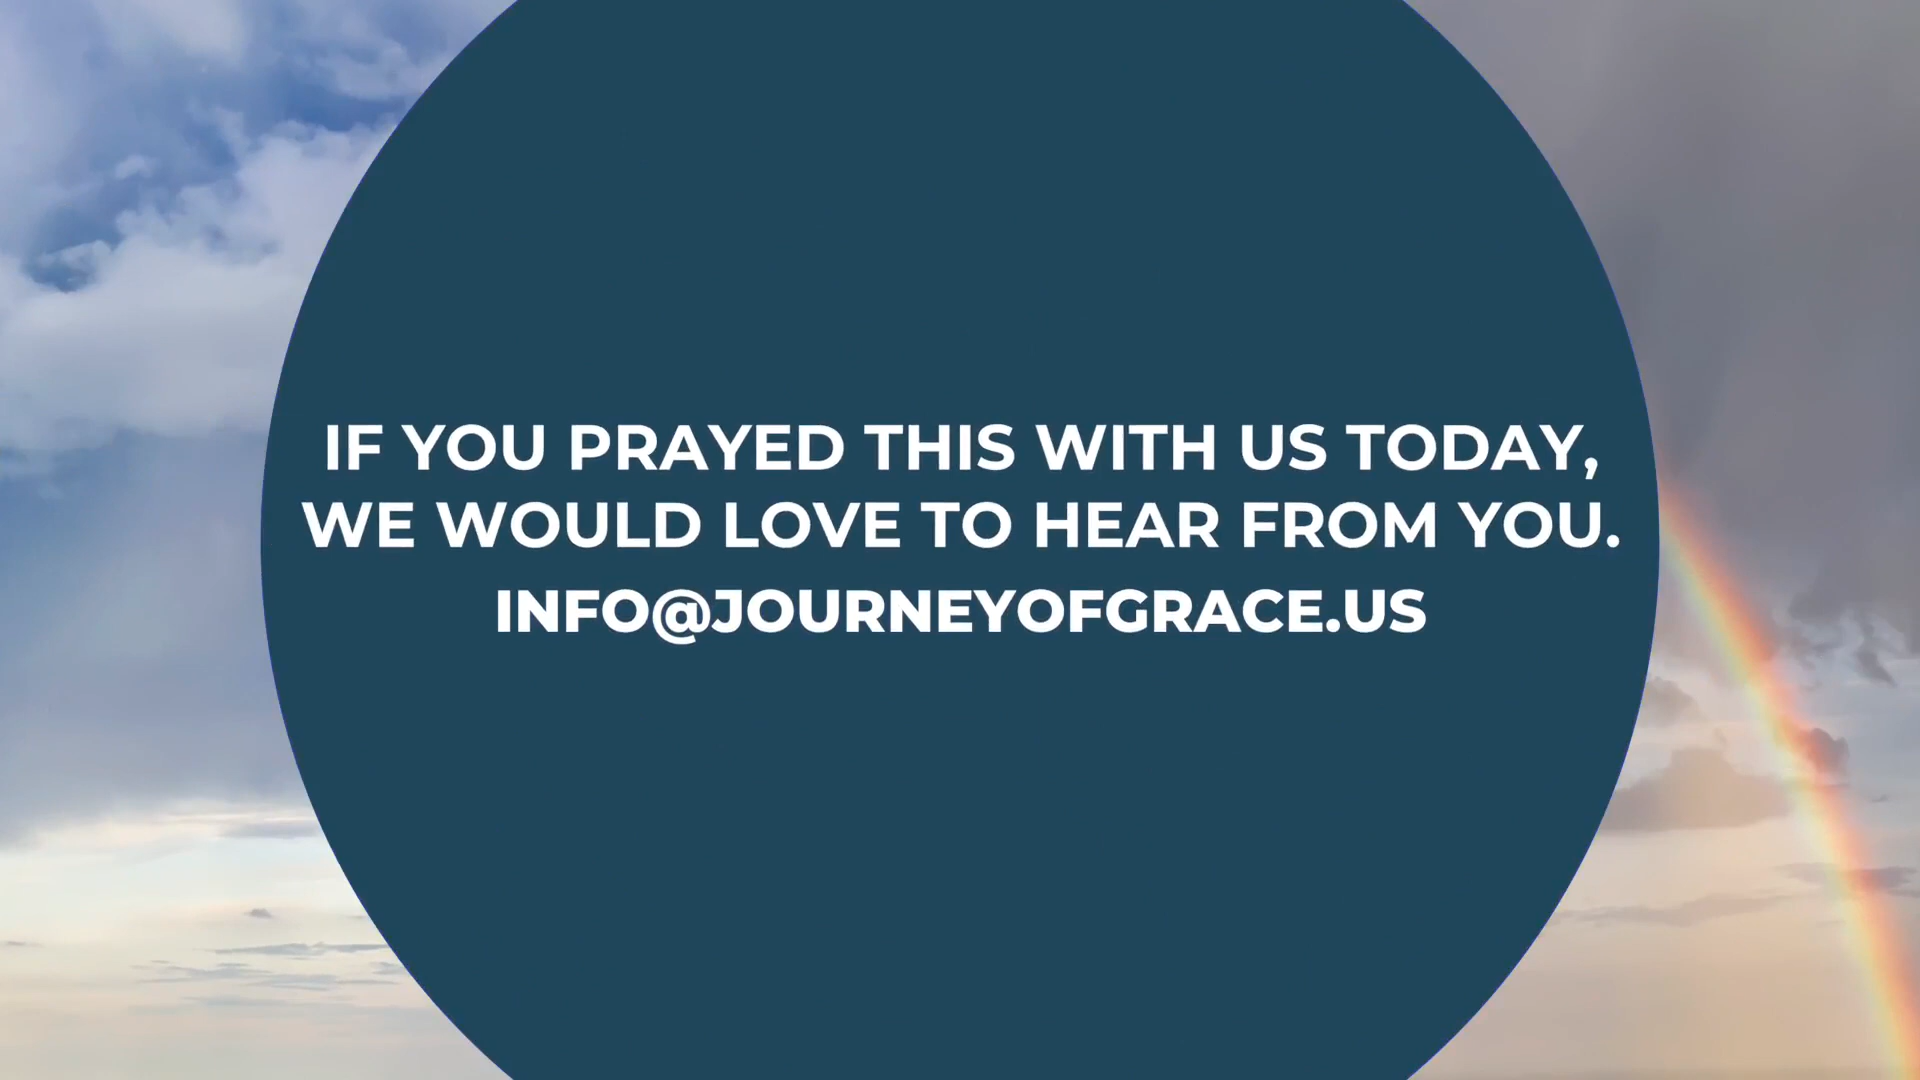 IF YOU PRAYED THIS WITH US TODAY,
WE WOULD LOVE TO HEAR FROM YOU.
INFO@JOURNEYOFGRACE.US